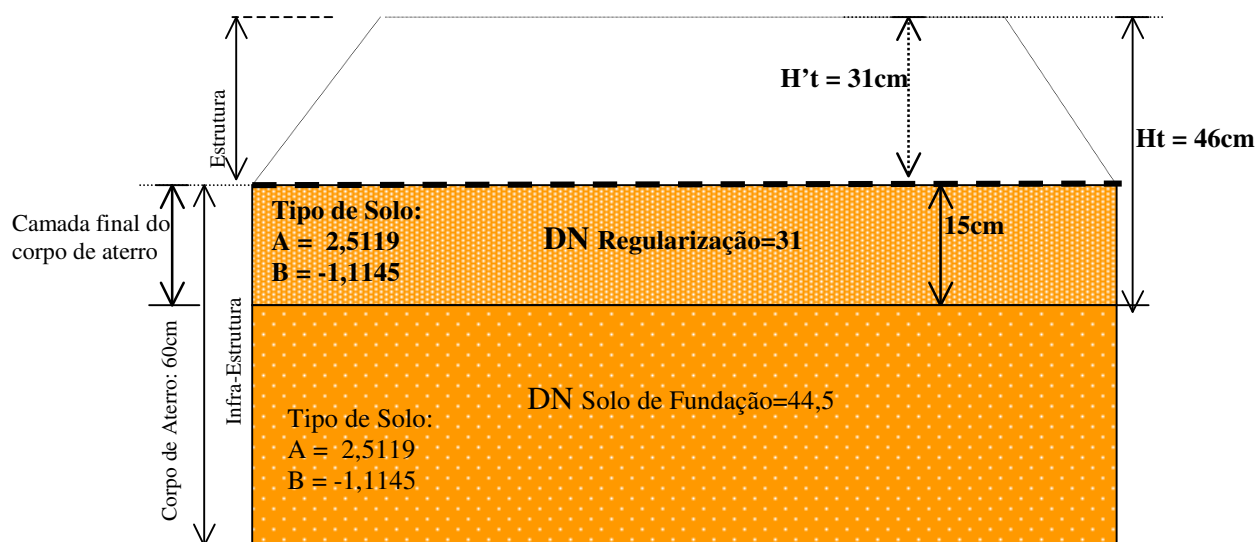 Estrutura
H't = 31cm
Ht = 46cm
Camada final do
corpo de aterro
Tipo de Solo:
A = 2,5119
B = -1,1145
DN Regularização=31
15cm
Corpo de Aterro: 60cm
Infra-Estrutura
DN Solo de Fundação=44,5
Tipo de Solo:
A = 2,5119
B = -1,1145